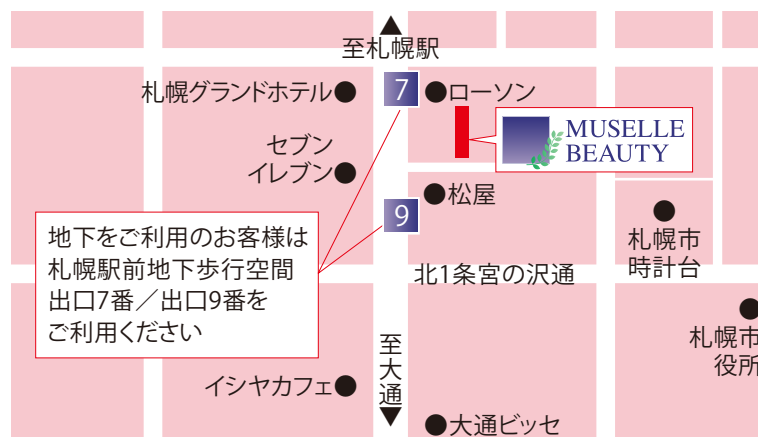 至札幌駅
札幌グランドホテル
7
ローソン
MUSELLE
BEAUTY
セブン
イレブン
松屋
9
地下をご利用のお客様は
札幌駅前地下歩行空間
出口7番／出口9番を
ご利用ください
札幌市
時計台
北1条宮の沢通
札幌市
役所
至大通
イシヤカフェ
大通ビッセ